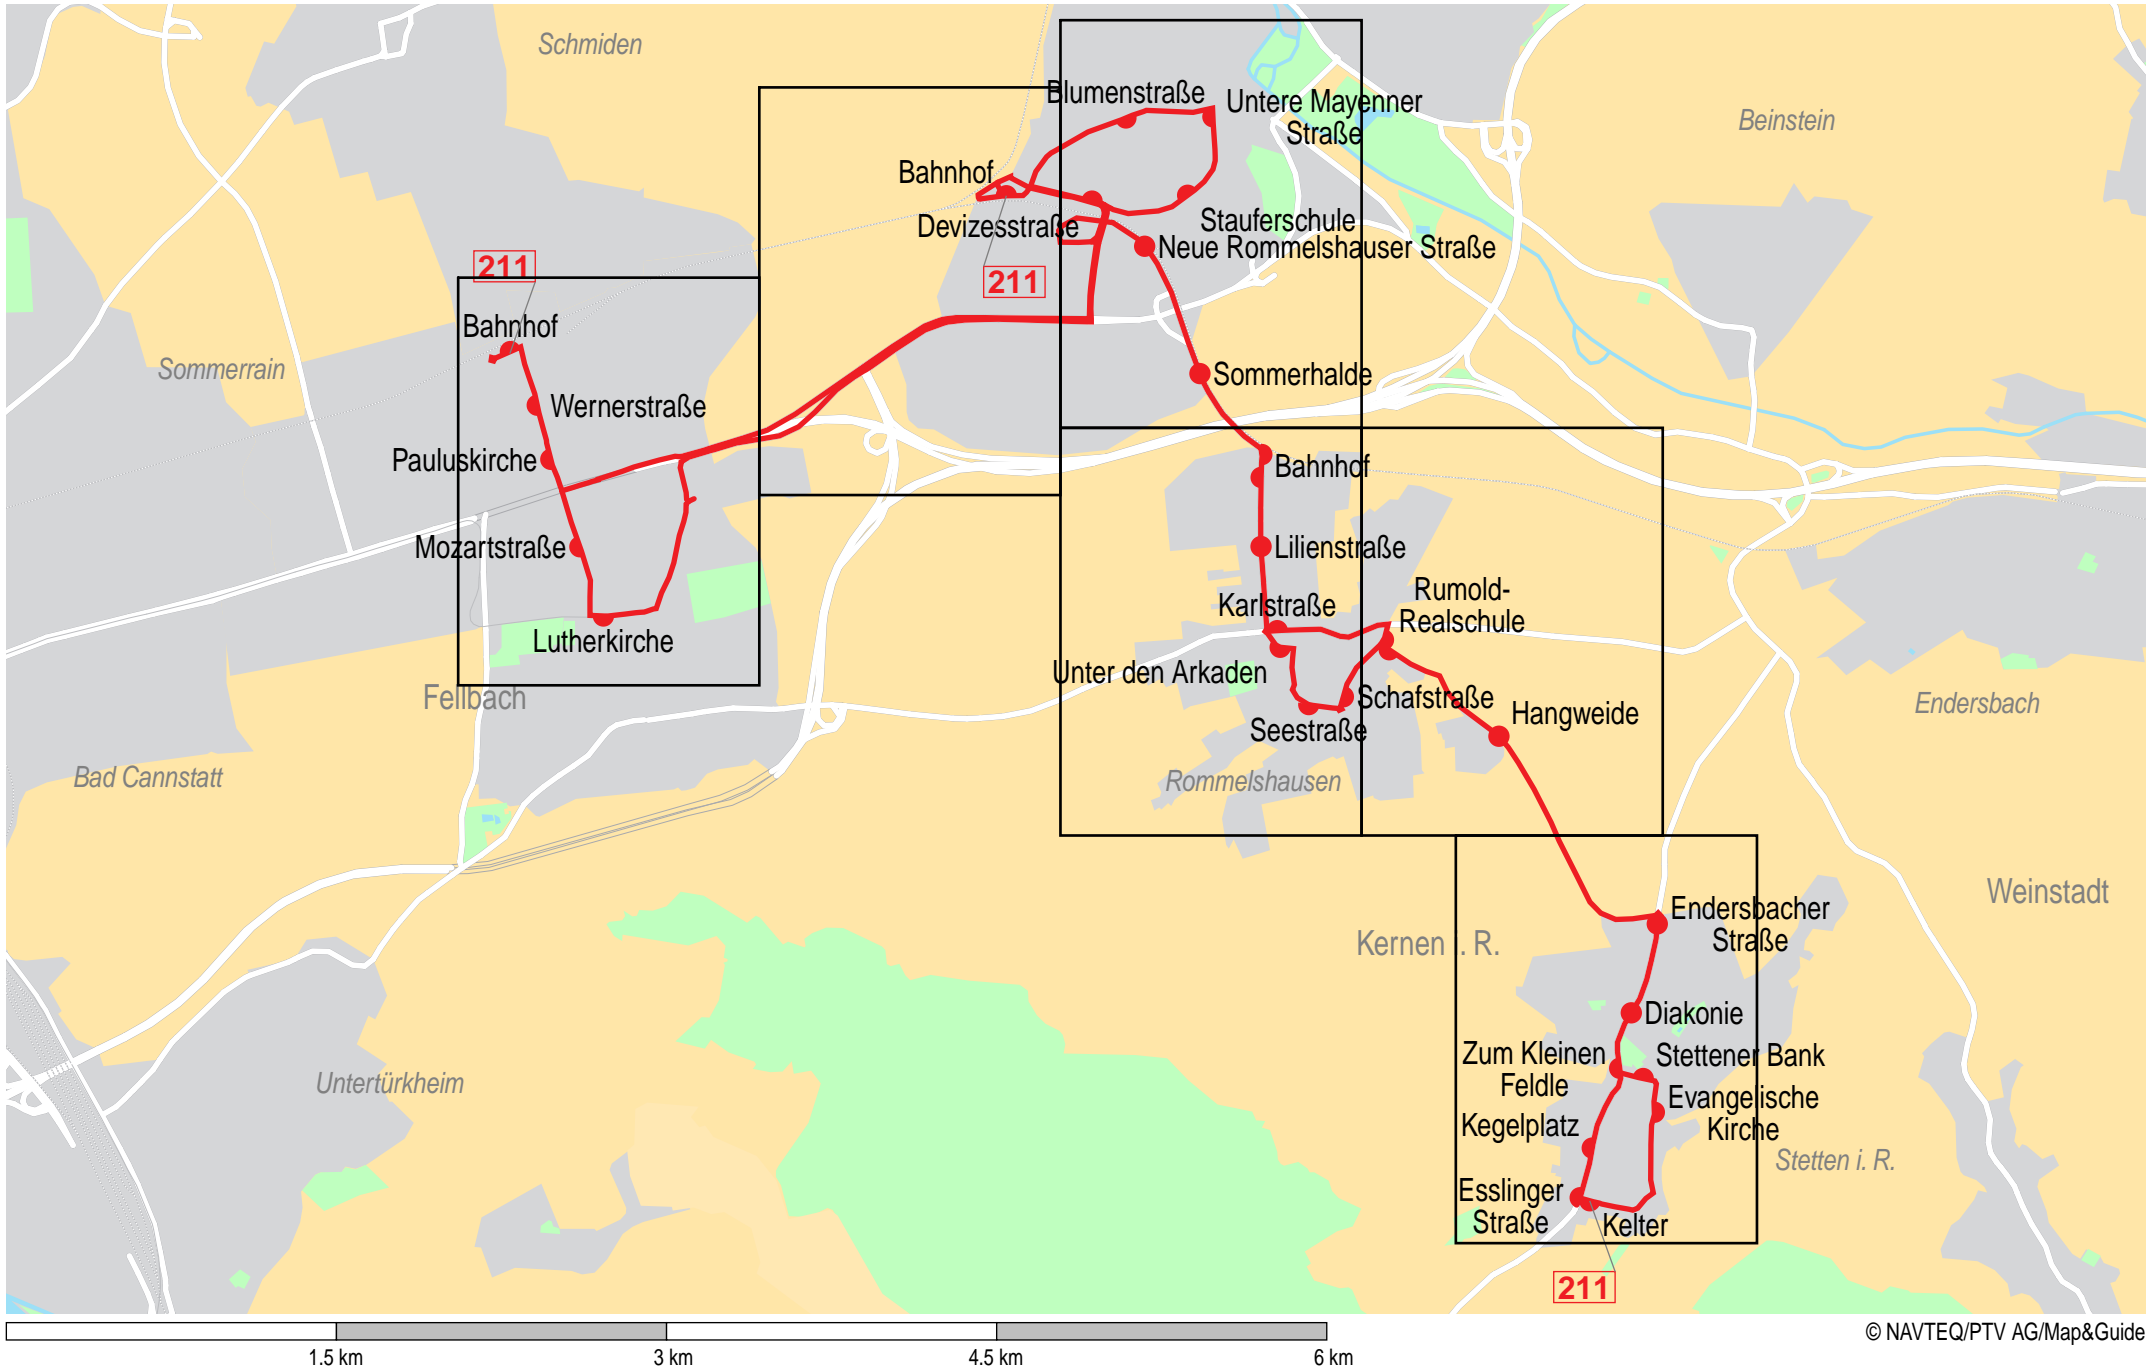 Schmiden
Blumenstraße
Untere Mayenner
Straße
Beinstein
Bahnhof
Devizesstraße
Stauferschule
Neue Rommelshauser Straße
211
211
Bahnhof
Sommerrain
Sommerhalde
Wernerstraße
Pauluskirche
Bahnhof
Mozartstraße
Lilienstraße
Rumold-
Realschule
Karlstraße
Lutherkirche
Unter den Arkaden
Fellbach
Schafstraße
Endersbach
Hangweide
Seestraße
Bad Cannstatt
Rommelshausen
Weinstadt
Endersbacher
Straße
Kernen i. R.
Diakonie
Zum Kleinen
Feldle
Stettener Bank
Untertürkheim
Evangelische
Kirche
Kegelplatz
Stetten i. R.
Esslinger
Straße
Kelter
211
© NAVTEQ/PTV AG/Map&Guide
1.5 km
3 km
4.5 km
6 km